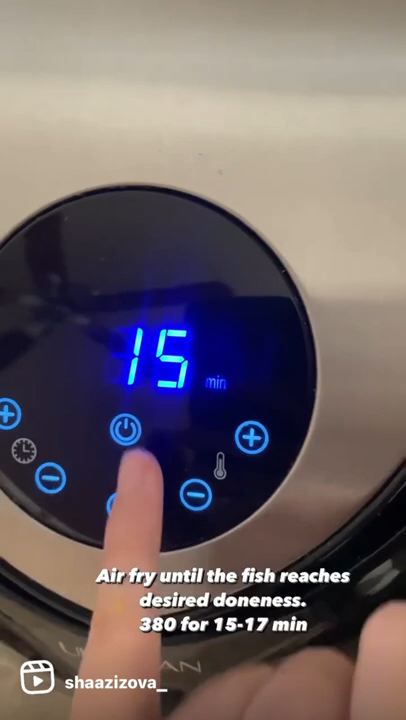 15 min
Air fry until the fish reaches
desired doneness.
380 for 15-17 min
shaazizova_